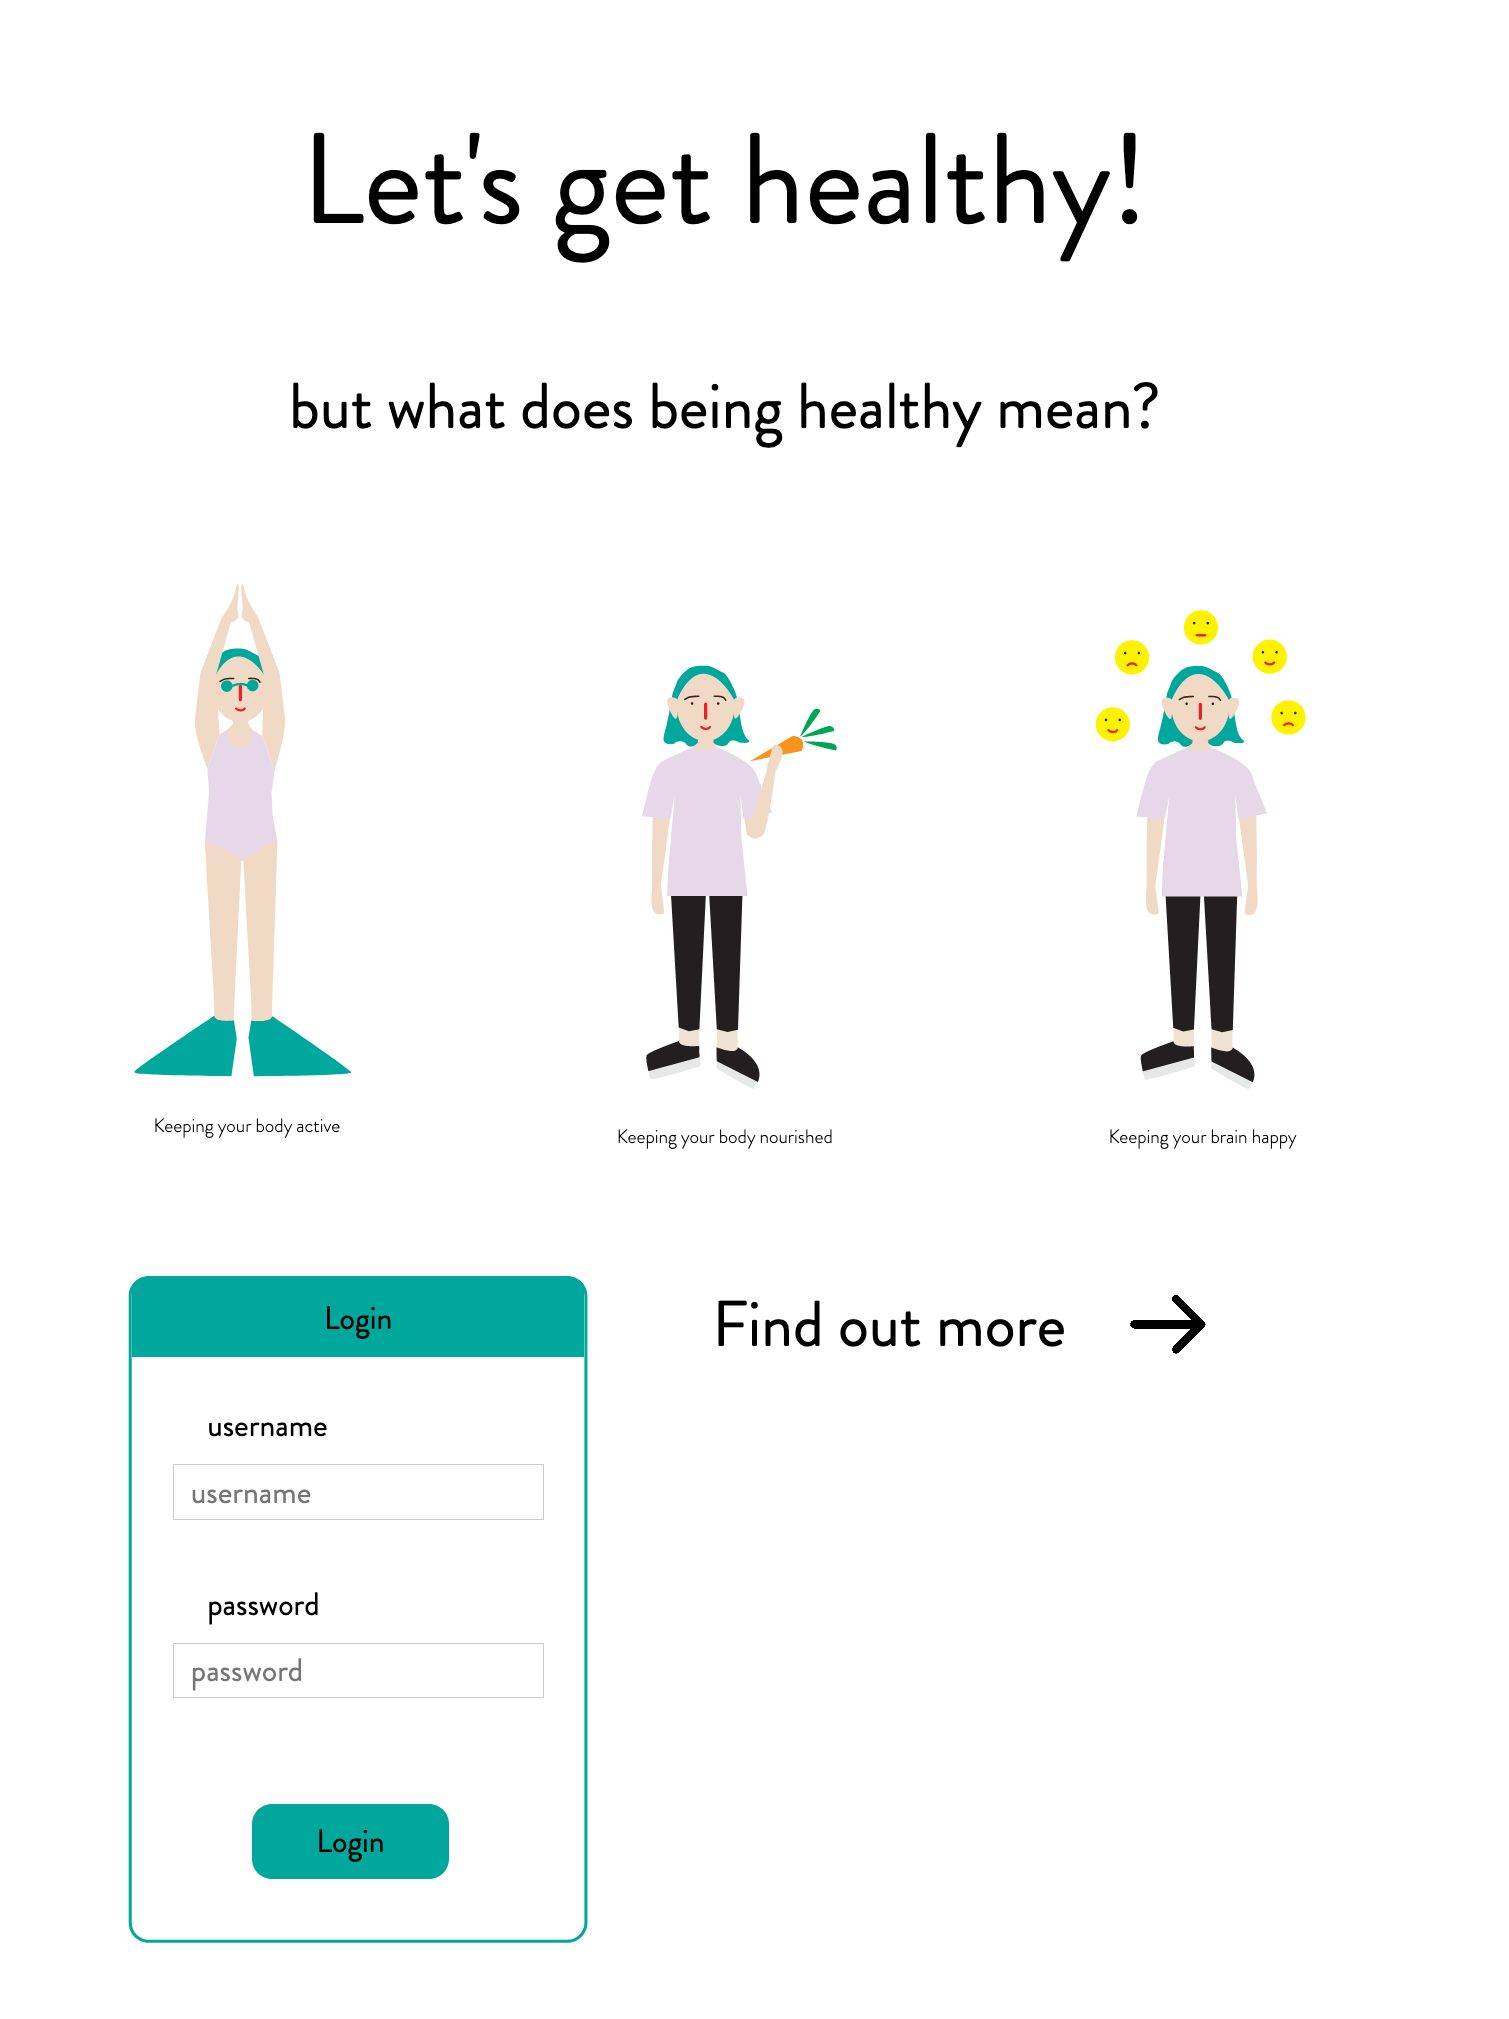 Let's get healthy!
but what does being healthy mean?
Keeping your body active
Keeping your body nourished
Keeping your brain happy
Login
Find out more
username
username
password
password
Login